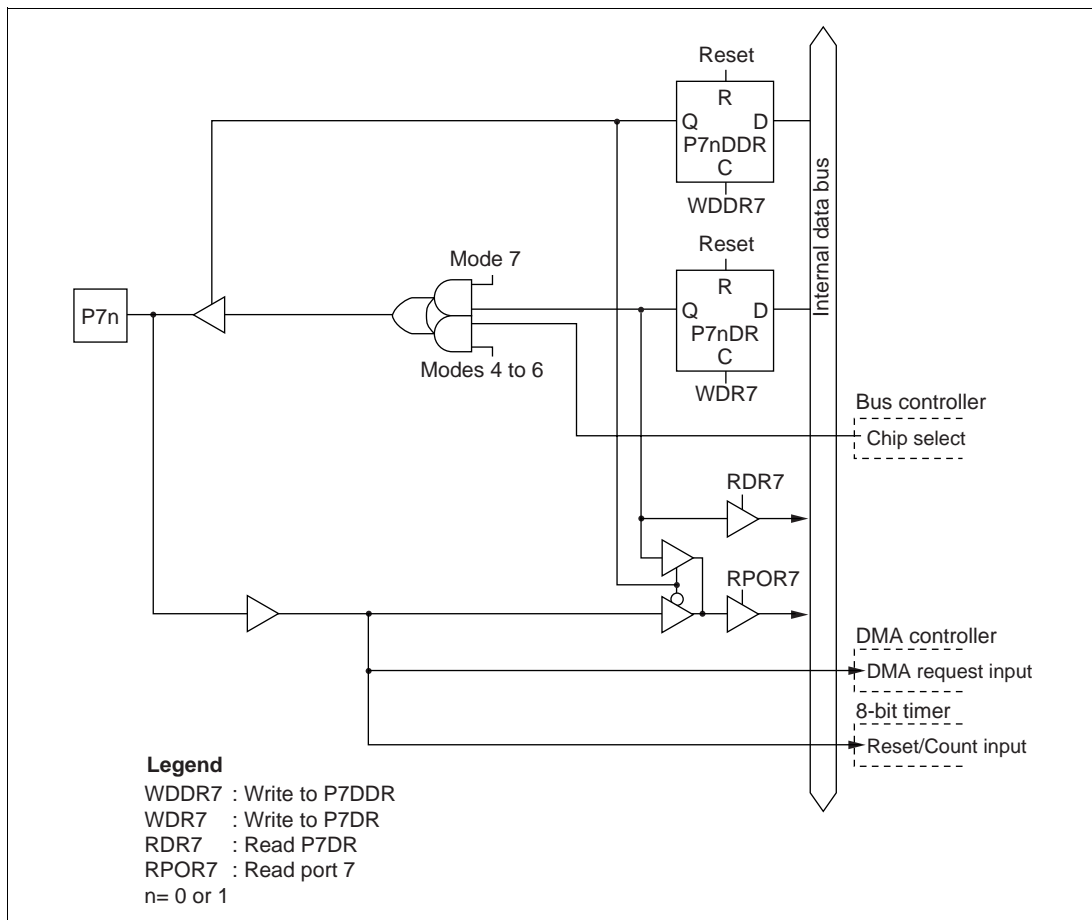 Reset
R
Q D
P7nDDR
C
WDDR7
Internal data bus
Reset
Mode 7
R
P7n
Q D
P7nDR
C
Modes 4 to 6
WDR7
Bus controller
Chip select
RDR7
RPOR7
DMA controller
DMA request input
8-bit timer
Reset/Count input
Legend
WDDR7 : Write to P7DDR
WDR7 : Write to P7DR
RDR7 : Read P7DR
RPOR7 : Read port 7
n= 0 or 1